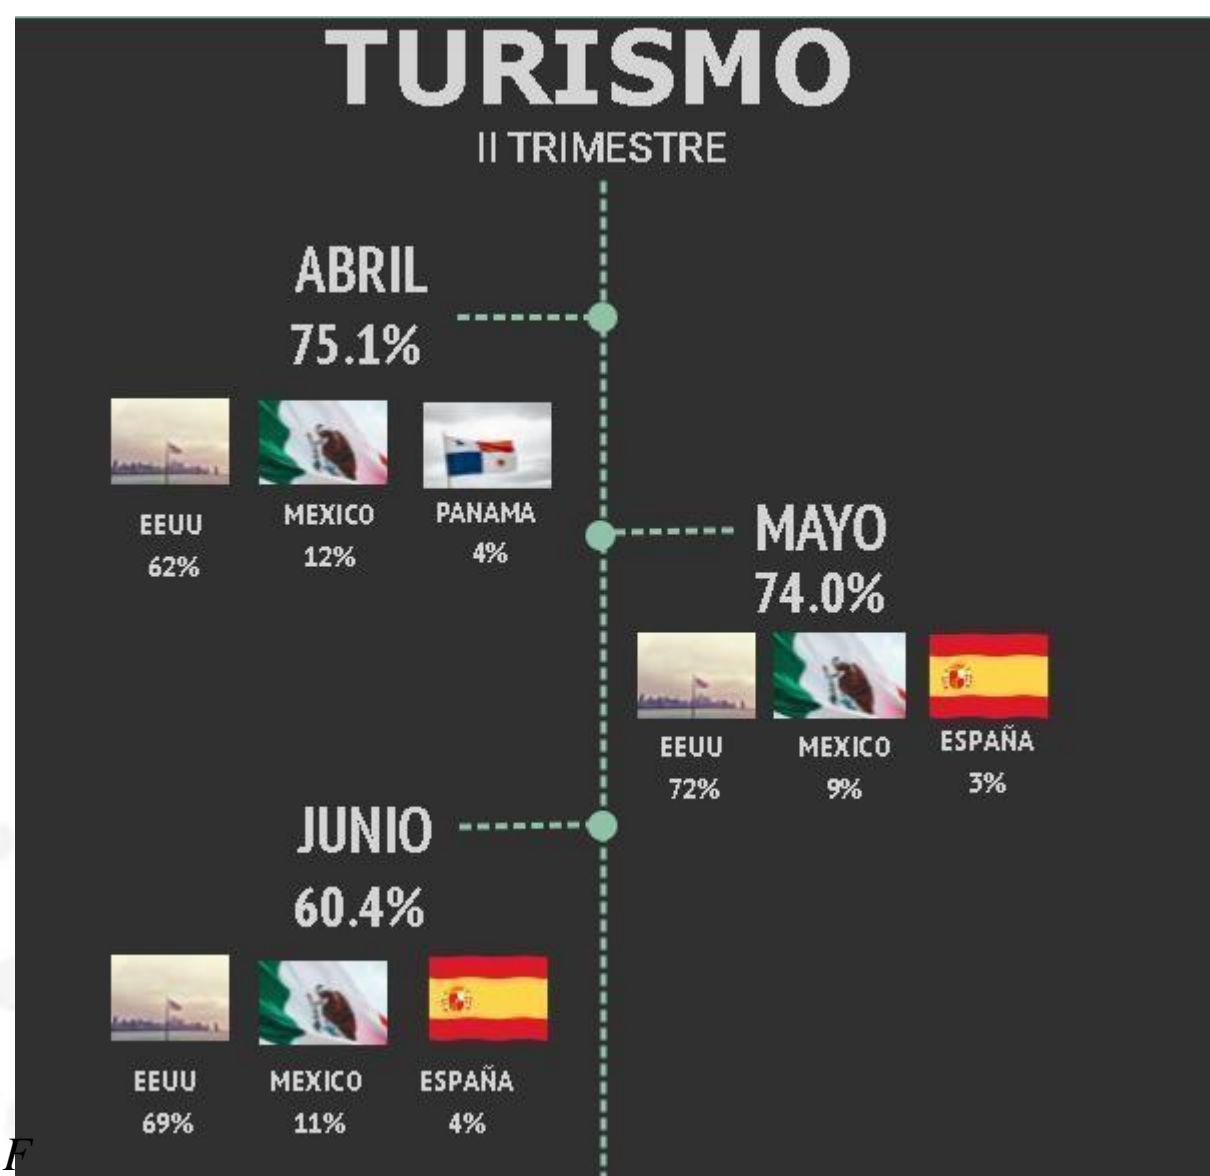 TURISMO
II TRIMESTRE
ABRIL
75.1%
EEUU
62%
MEXICO
12%
PANAMA
4%
MAYO
74.0%
EEUU
72%
MEXICO
9%
ESPAÑA
3%
JUNIO
60.4%
EEUU
69%
MEXICO
11%
ESPAÑA
4%
F